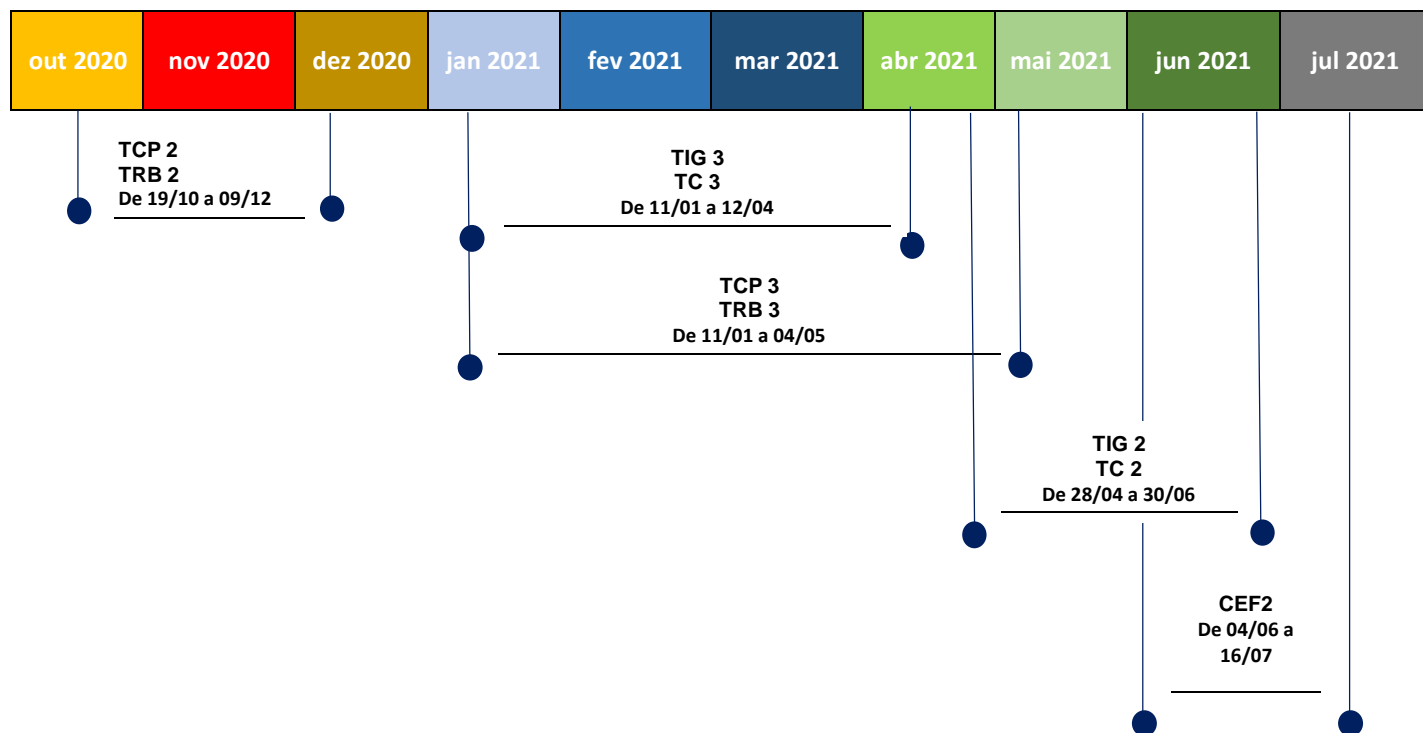 out 2020
nov 2020
dez 2020
jan 2021
fev 2021
mar 2021
abr 2021
mai 2021
jun 2021
jul 2021
TCP 2
TRB 2
De 19/10 a 09/12
TIG 3
TC 3
De 11/01 a 12/04
TCP 3
TRB 3
De 11/01 a 04/05
TIG 2
TC 2
De 28/04 a 30/06
CEF2
De 04/06 a
16/07